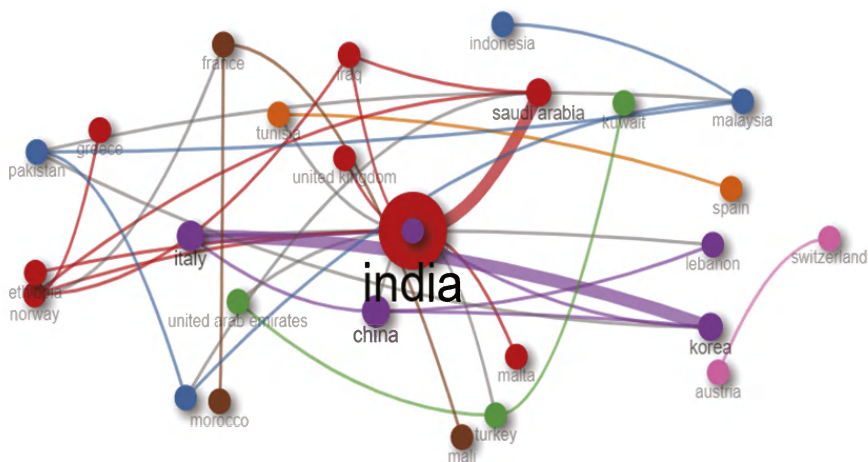 indonesia
france
iraq
saudi arabia
kuwait
malaysia
tunisia
greece
pakistan
united kingdom
spain
italy
lebanon
switzerland
india
ethiopia
norway
united arab emirates
china
korea
malta
austria
morocco
turkey
mali